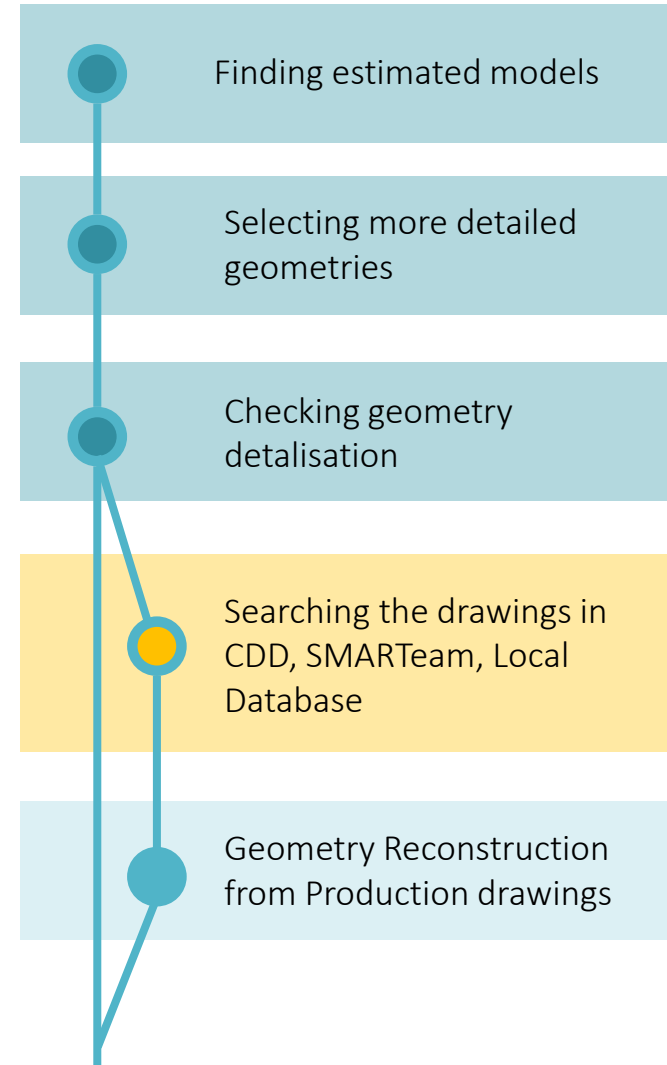 Finding estimated models
Selecting more detailed
geometries
Checking geometry
detalisation
Searching the drawings in
CDD, SMARTeam, Local
Database
Geometry Reconstruction
from Production drawings